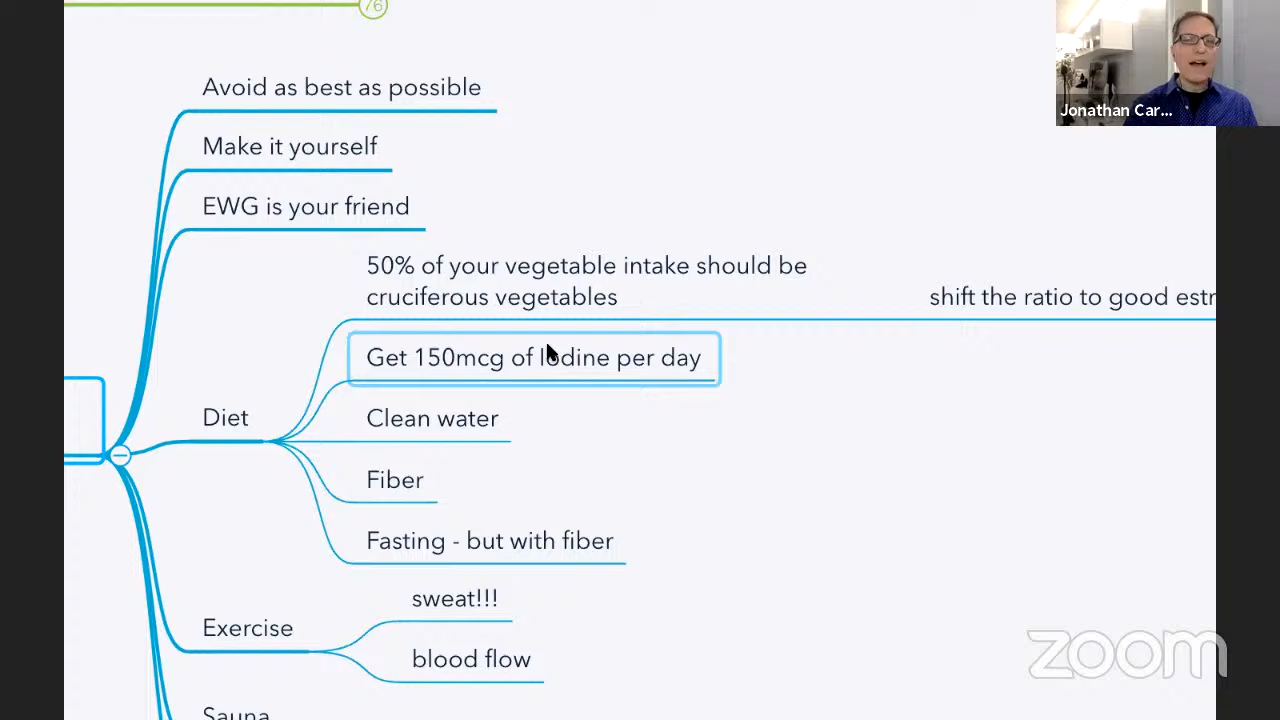 76
Avoid as best as possible
Jonathan Car...
Make it yourself
EWG is your friend
50% of your vegetable intake should be
cruciferous vegetables
shift the ratio to good estr
Get 150mcg of Iodine per day
Diet
Clean water
Fiber
Fasting - but with fiber
sweat!!!
Exercise
blood flow
zoom
Sauna